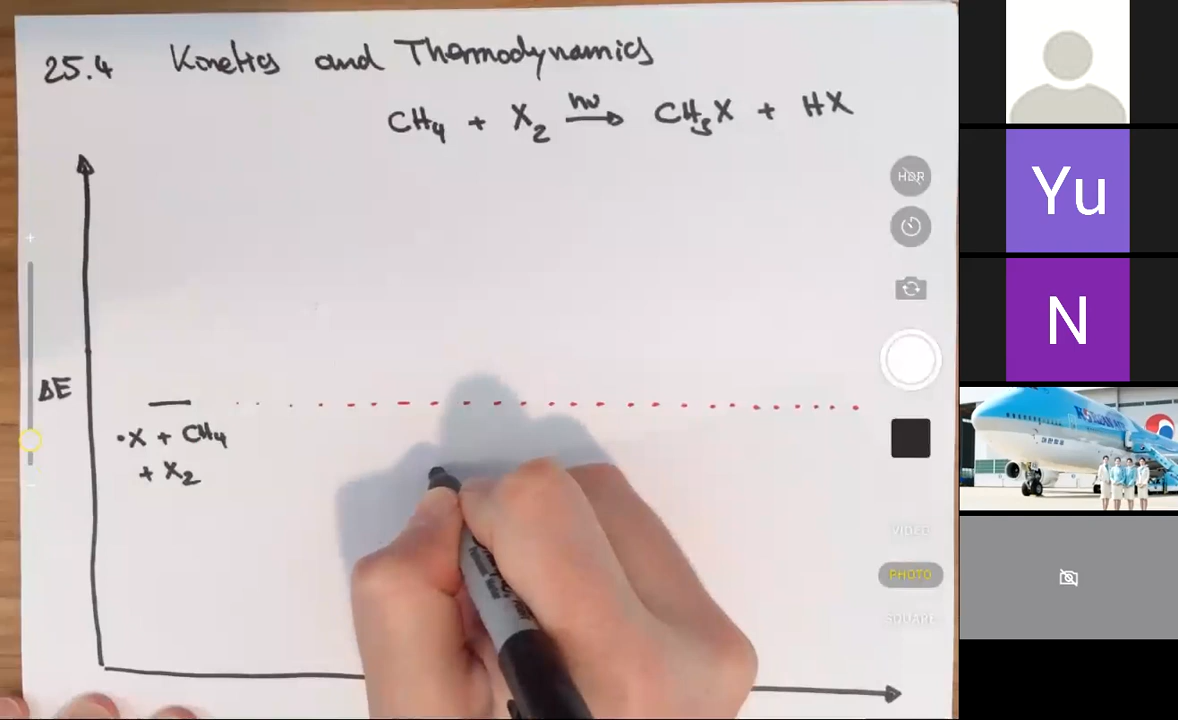 25.4 Kinetics and Thermodynamics
CH4 + X2 hν→ CH3X + HX
HDR
ΔE
·X + CH4
+ X2
VIDEO
PHOTO
SQUARE
Yu
N